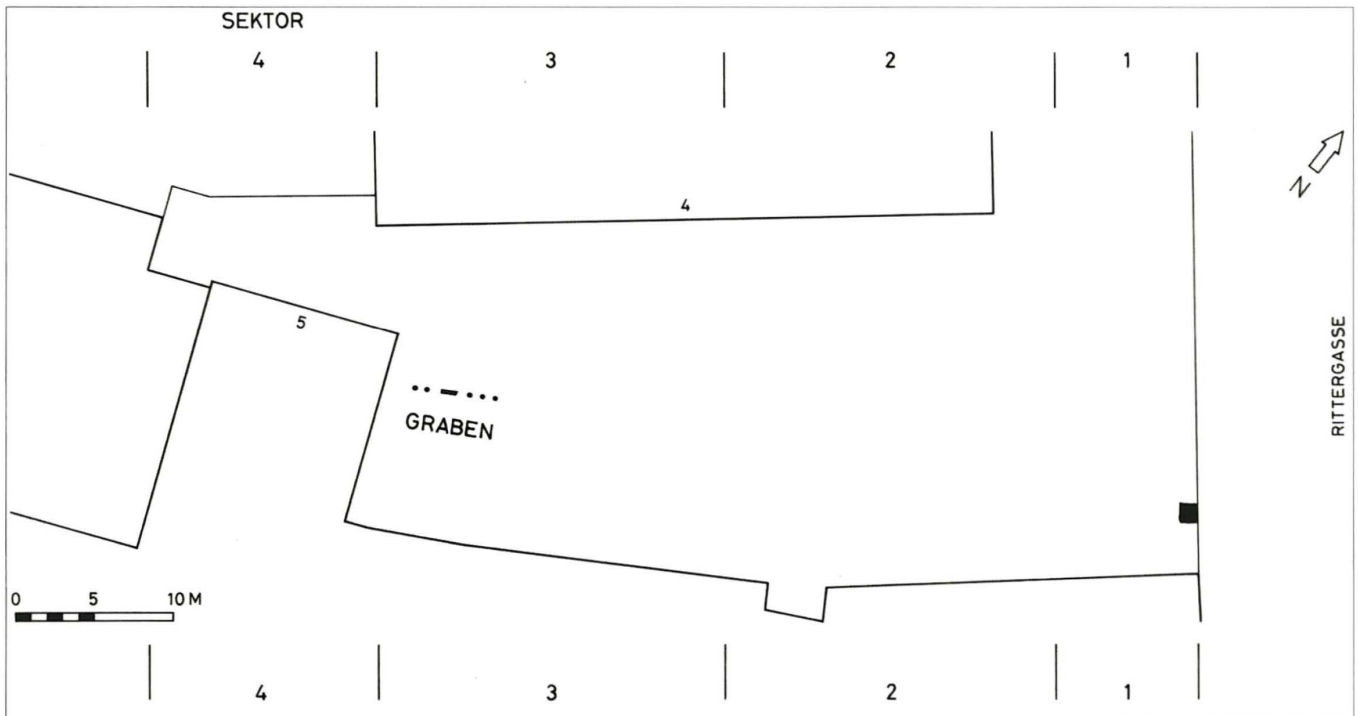 SEKTOR
4 3 2 1
4
N
5
RITTERGASSE
GRABEN
0 5 10 M
4 3 2 1